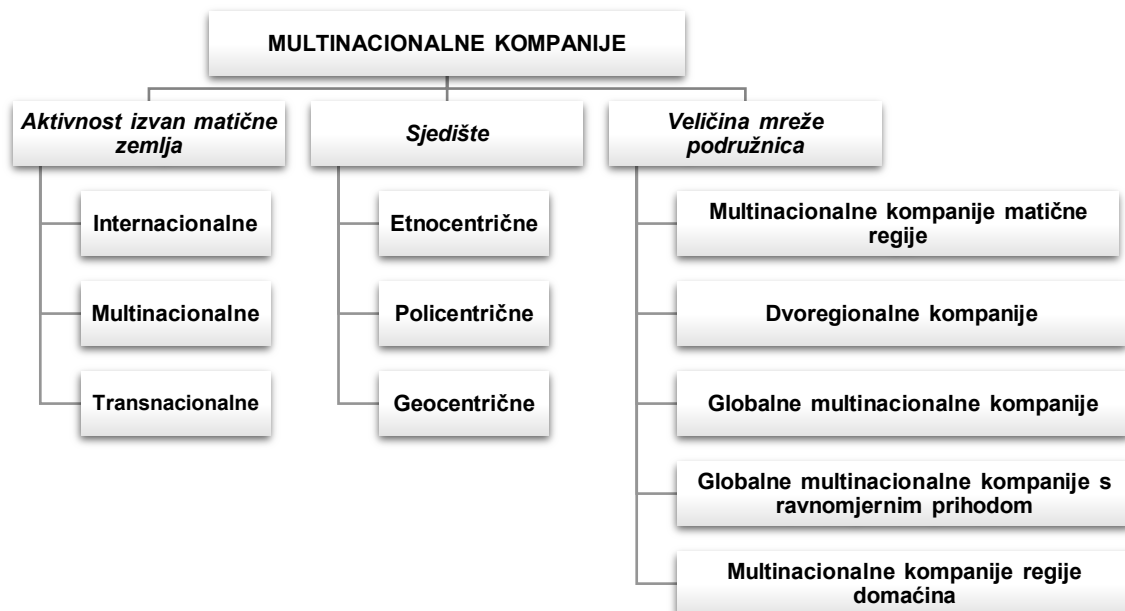 MULTINACIONALNE KOMPANIJE
Aktivnost izvan matične
zemlja
Internacionalne
Multinacionalne
Transnacionalne
Sjedište
Etnocentrične
Policentrične
Geocentrične
Veličina mreže
podružnica
Multinacionalne kompanije matične
regije
Dvoregionalne kompanije
Globalne multinacionalne kompanije
Globalne multinacionalne kompanije s
ravnomjernim prihodom
Multinacionalne kompanije regije
domaćina